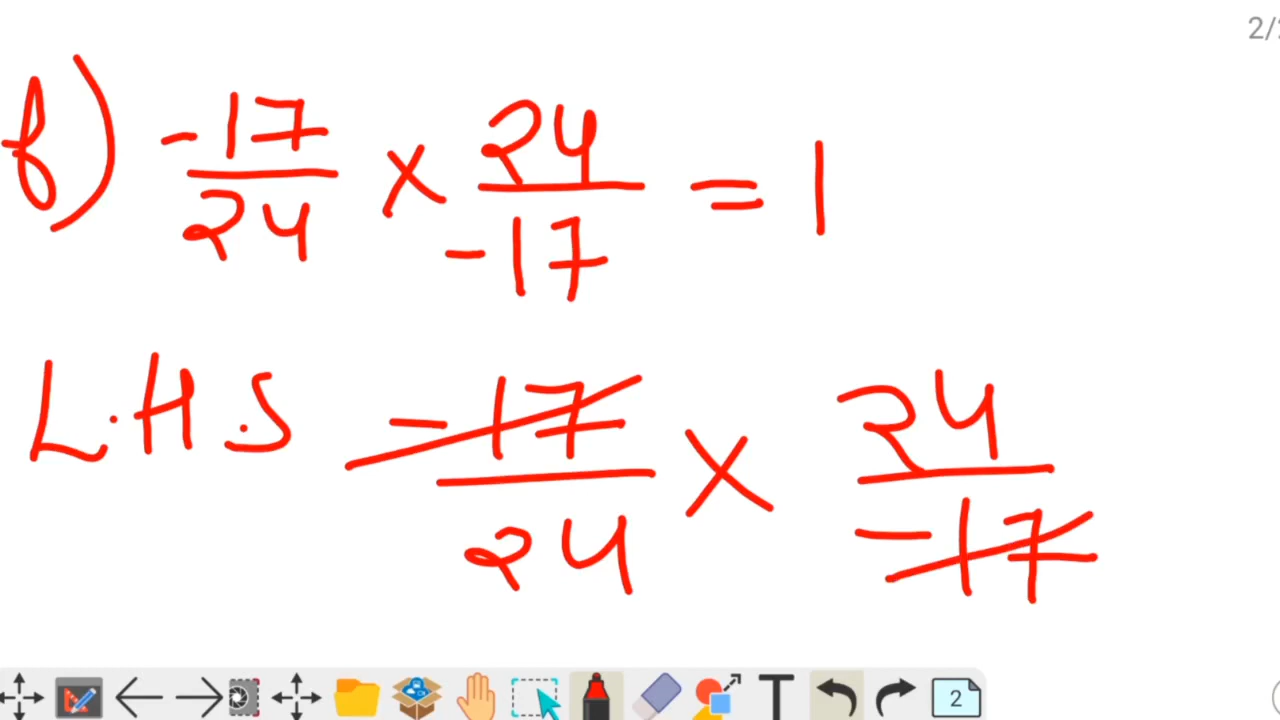 2/2
f) -17/24 × 24/-17 = 1
L.H.S -17/24 × 24/-17
T 2